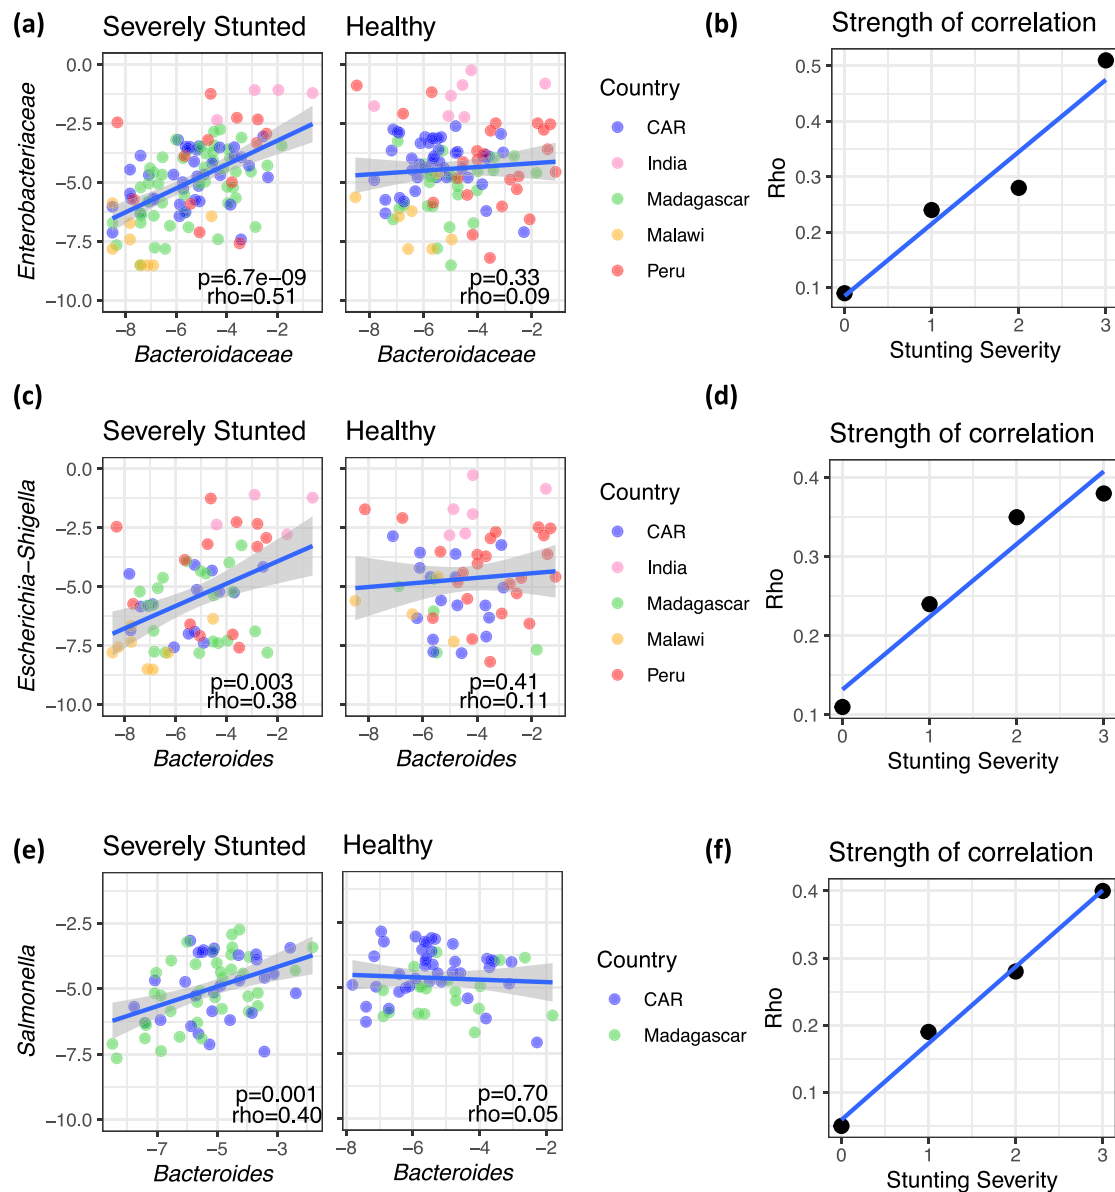 (a)
Severely Stunted
Healthy
Enterobacteriaceae
0.0
−2.5
−5.0
−7.5
−10.0
p=6.7e−09
rho=0.51
p=0.33
rho=0.09
−8
−6
−4
−2
−8
−6
−4
−2
Bacteroidaceae
Bacteroidaceae
Country
CAR
India
Madagascar
Malawi
Peru
(b)
Strength of correlation
Rho
0.5
0.3
0.2
0.1
0
1
2
3
Stunting Severity
(c)
Severely Stunted
Healthy
Escherichia−Shigella
0.0
−2.5
−5.0
−7.5
−10.0
p=0.003
rho=0.38
p=0.41
rho=0.11
−8
−6
−4
−2
−8
−6
−4
−2
Bacteroides
Bacteroides
Country
CAR
India
Madagascar
Malawi
Peru
(d)
Strength of correlation
Rho
0.4
0.3
0.2
0.1
0
1
2
3
Stunting Severity
(e)
Severely Stunted
Healthy
Salmonella
−2.5
−5.0
−7.5
−10.0
p=0.001
rho=0.40
p=0.70
rho=0.05
−7
−5
−3
−8
−6
−4
−2
Bacteroides
Bacteroides
Country
CAR
Madagascar
(f)
Strength of correlation
Rho
0.4
0.3
0.2
0.1
0
1
2
3
Stunting Severity